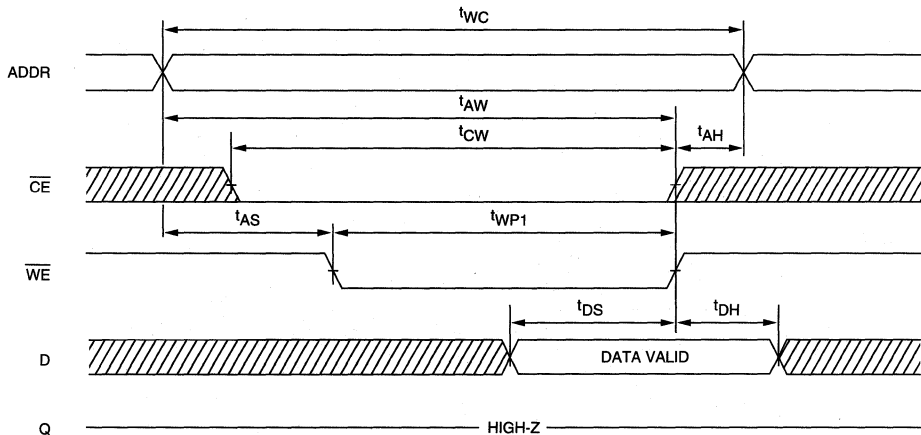 tWC
ADDR
tAW
tCW
tAH
CE
tAS
tWP1
WE
tDS
tDH
D
DATA VALID
Q
HIGH-Z